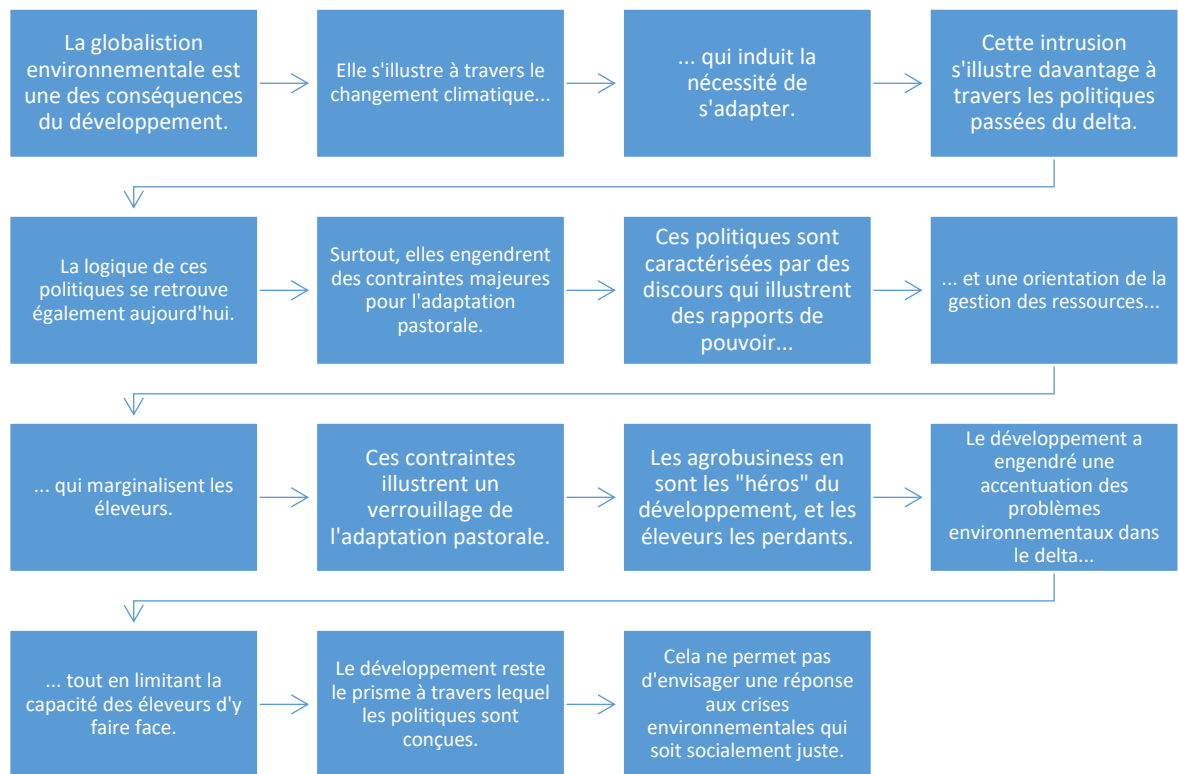 La globalistion
environnementale est
une des conséquences
du développement.
Elle s'illustre à travers le
changement climatique...
... qui induit la
nécessité de
s'adapter.
Cette intrusion
s'illustre davantage à
travers les politiques
passées du delta.
La logique de ces
politiques se retrouve
également aujourd'hui.
Surtout, elles engendrent
des contraintes majeures
pour l'adaptation
pastorale.
Ces politiques sont
caractérisées par des
discours qui illustrent
des rapports de
pouvoir...
... et une orientation de la
gestion des ressources...
... qui marginalisent les
éleveurs.
Ces contraintes
illustrent un
verrouillage de
l'adaptation pastorale.
Les agrobusiness en
sont les "héros" du
développement, et les
éleveurs les perdants.
Le développement a
engendré une
accentuation des
problèmes
environnementaux dans
le delta...
... tout en limitant la
capacité des éleveurs d'y
faire face.
Le développement reste
le prisme à travers lequel
les politiques sont
conçues.
Cela ne permet pas
d'envisager une réponse
aux crises
environnementales qui
soit socialement juste.